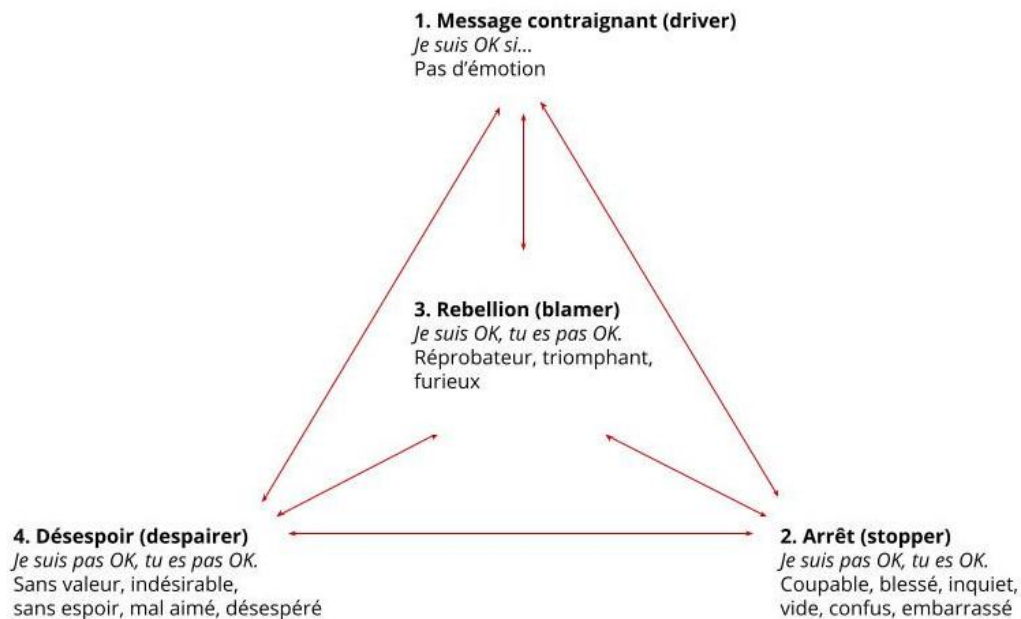 1. Message contraignant (driver)
Je suis OK si...
Pas d'émotion
3. Rebellion (blamer)
Je suis OK, tu es pas OK.
Réprobateur, triomphant,
furieux
4. Désespoir (despairer)
Je suis pas OK, tu es pas OK.
Sans valeur, indésirable,
sans espoir, mal aimé, désespéré
2. Arrêt (stopper)
Je suis pas OK, tu es OK.
Coupable, blessé, inquiet,
vide, confus, embarrassé